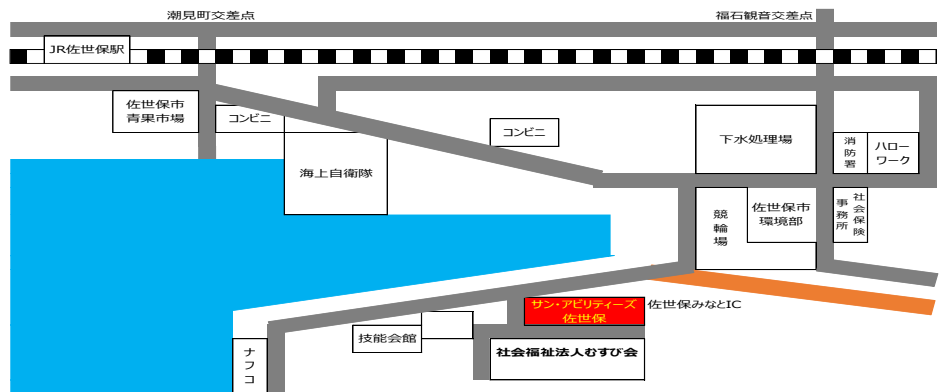 潮見町交差点
福石観音交差点
JR佐世保駅
佐世保市
青果市場
コンビニ
コンビニ
下水処理場
消防署
ハロー
ワーク
海上自衛隊
競輪場
佐世保市
環境部
社会保険
事務所
サン・アビリティーズ
佐世保
佐世保みなとIC
技能会館
社会福祉法人むすび会
ナフコ